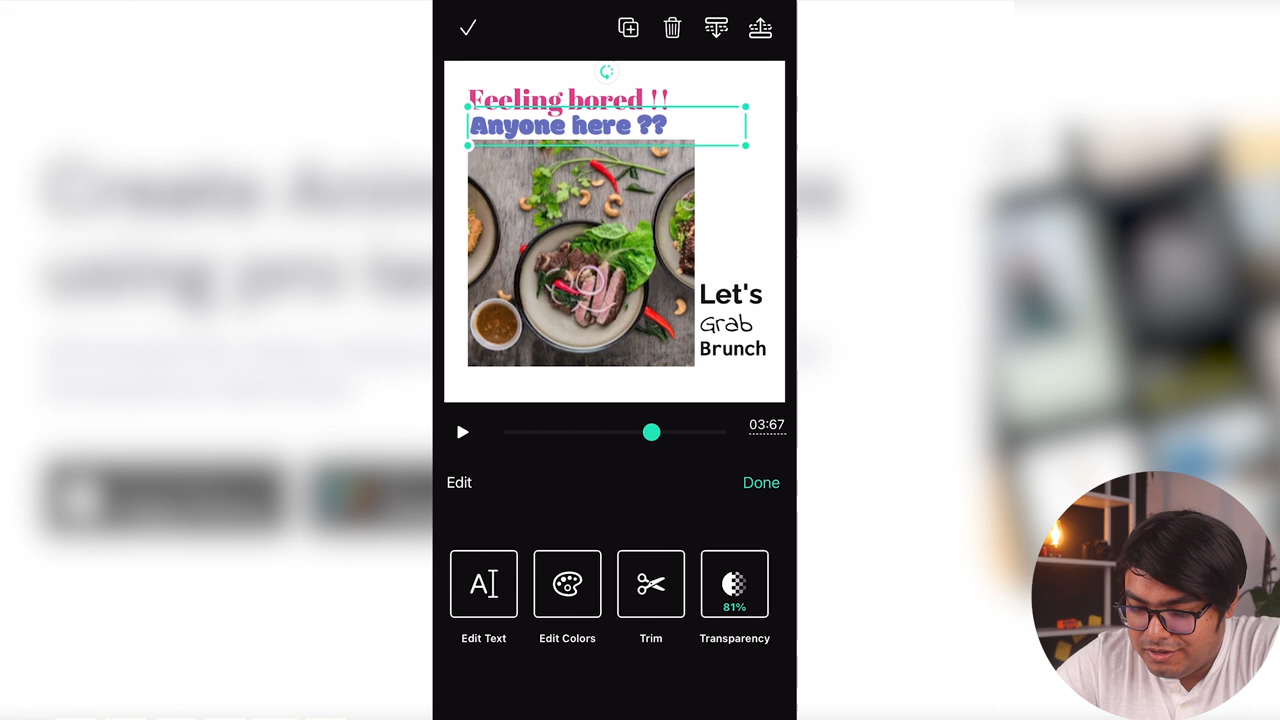 Feeling bored !!
Anyone here ??
Let's
Grab
Brunch
03:67
Edit
Done
81%
Edit Text
Edit Colors
Trim
Transparency